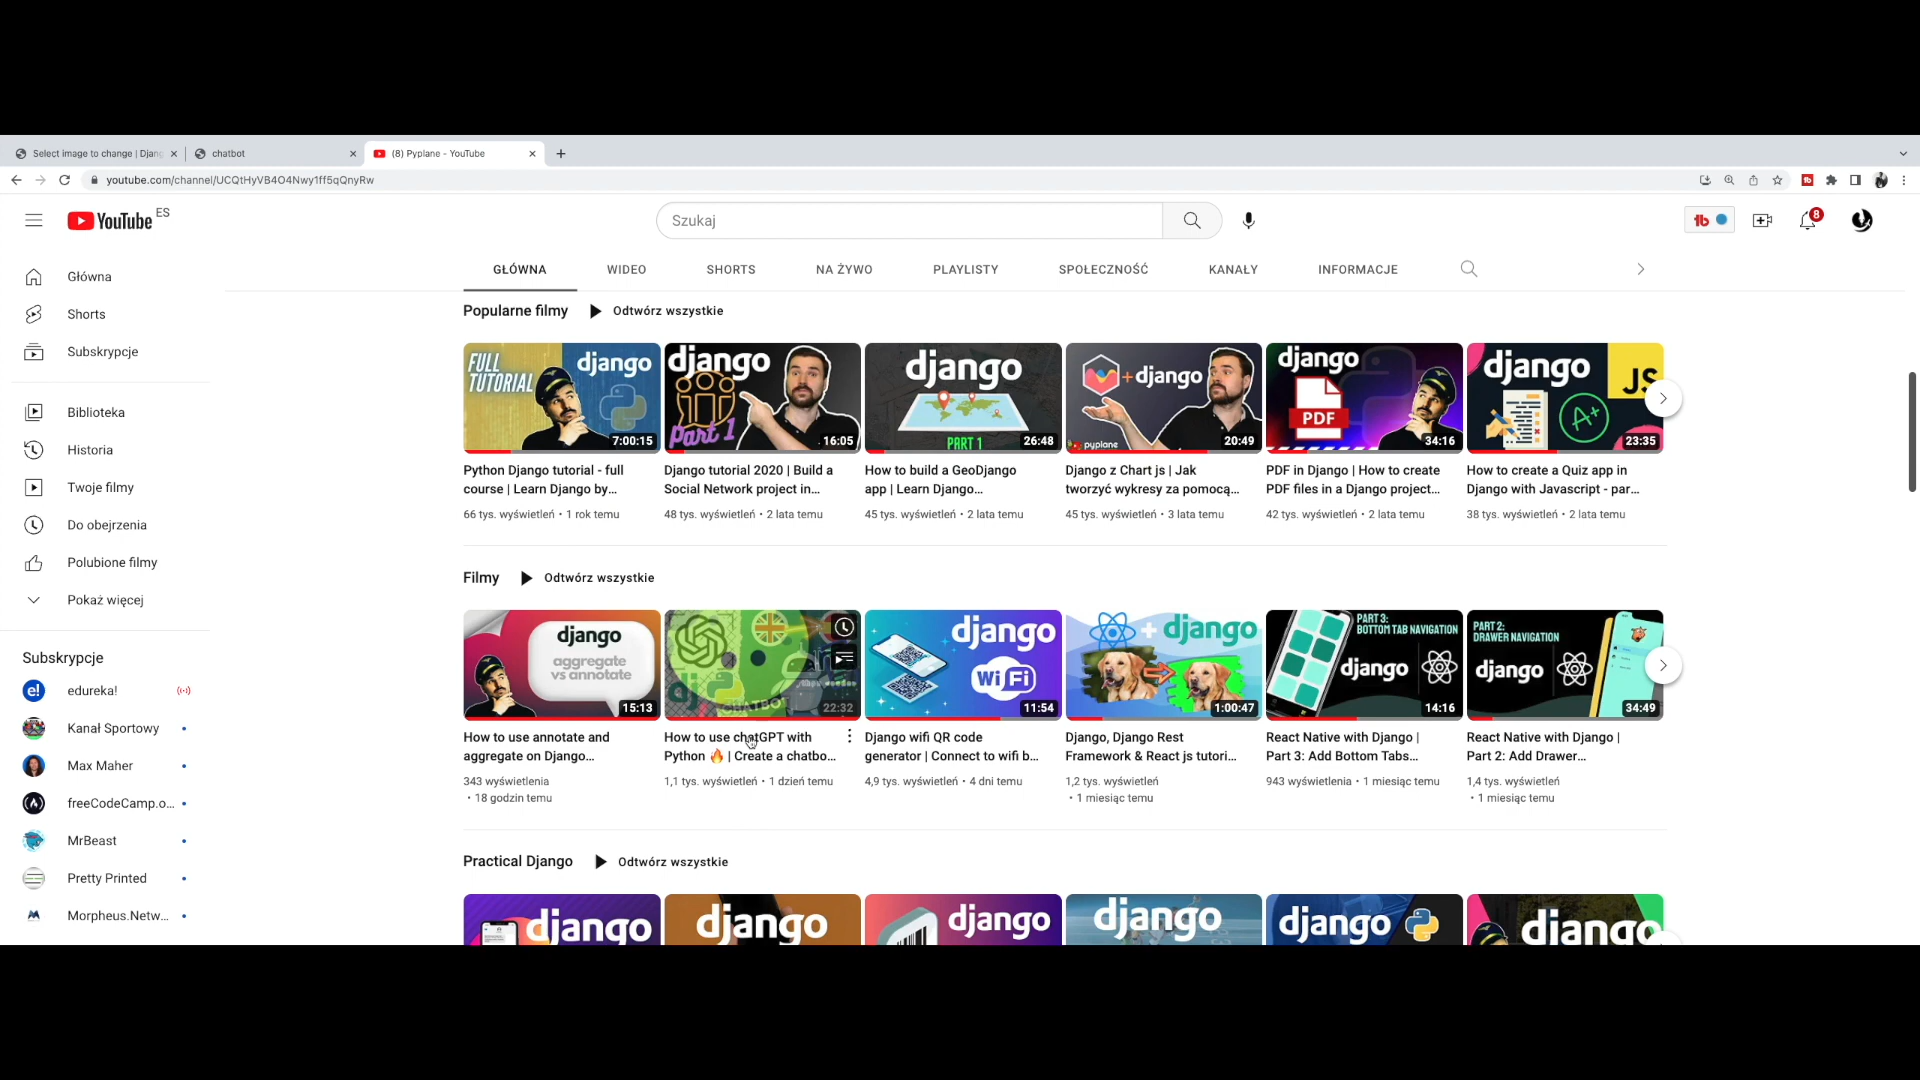 Select image to change | Djang
chatbot
(8) Pyplane - YouTube
youtube.com/channel/UCQtHyVB4O4Nwy1ff5qQnyRw
YouTube ES
Szukaj
8
GŁÓWNA
WIDEO
SHORTS
NA ŻYWO
PLAYLISTY
SPOŁECZNOŚĆ
KANAŁY
INFORMACJE
Główna
Shorts
Subskrypcje
Biblioteka
Historia
Twoje filmy
Do obejrzenia
Polubione filmy
Pokaż więcej
Subskrypcje
edureka!
Kanał Sportowy
Max Maher
freeCodeCamp.o...
MrBeast
Pretty Printed
Morpheus.Netw...
Popularne filmy
Odtwórz wszystkie
FULL
TUTORIAL
django
7:00:15
Python Django tutorial - full
course | Learn Django by...
66 tys. wyświetleń • 1 rok temu
django
Part 1
16:05
Django tutorial 2020 | Build a
Social Network project in...
48 tys. wyświetleń • 2 lata temu
django
PART 1
26:48
How to build a GeoDjango
app | Learn Django...
45 tys. wyświetleń • 2 lata temu
+django
pyplane
20:49
Django z Chart js | Jak
tworzyć wykresy za pomocą...
45 tys. wyświetleń • 3 lata temu
django
PDF
34:16
PDF in Django | How to create
PDF files in a Django project...
42 tys. wyświetleń • 2 lata temu
django
JS
A+
23:35
How to create a Quiz app in
Django with Javascript - par...
38 tys. wyświetleń • 2 lata temu
Filmy
Odtwórz wszystkie
django
aggregate
vs annotate
15:13
How to use annotate and
aggregate on Django...
343 wyświetlenia
• 18 godzin temu
CHATBOT
22:32
How to use chatGPT with
Python 🔥 | Create a chatbo...
1,1 tys. wyświetleń • 1 dzień temu
django
WiFi
11:54
Django wifi QR code
generator | Connect to wifi b...
4,9 tys. wyświetleń • 4 dni temu
+ django
1:00:47
Django, Django Rest
Framework & React js tutori...
1,2 tys. wyświetleń
• 1 miesiąc temu
PART 3:
BOTTOM TAB NAVIGATION
django
14:16
React Native with Django |
Part 3: Add Bottom Tabs...
943 wyświetlenia • 1 miesiąc temu
PART 2:
DRAWER NAVIGATION
django
34:49
React Native with Django |
Part 2: Add Drawer...
1,4 tys. wyświetleń
• 1 miesiąc temu
Practical Django
Odtwórz wszystkie
django
django
django
django
django
django